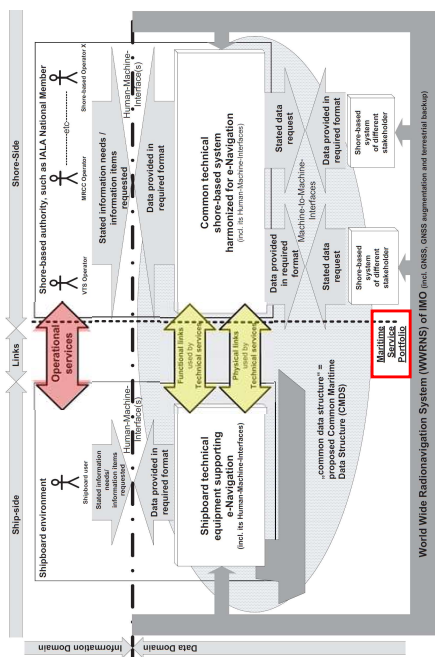 Ship-side
Links
Shore-Side
Shipboard environment
Shipboard user
Stated information
needs/
information items
requested
Human-Machine-
Interface(s)
Data provided in
required format
Shipboard technical
equipment supporting
e-Navigation
(incl. its Human-Machine-Interfaces)
Operational
services
Functional links
used by
Technical services
Physical links
used by
Technical services
„common data structure" =
proposed Common Maritime
Data Structure (CMDS)
Maritime
Service
Portfolio
Shore-based authority, such as IALA National Member
VTS Operator
MRCC Operator
-----------etc-----------
Shore-based Operator X
Stated information needs /
information items
requested
Human-Machine-
Interface(s)
Data provided in
required format
Common technical
shore-based system
harmonized for e-Navigation
(incl. its Human-Machine-Interfaces)
Data provided
in required
format
Stated data
request
Machine-to-Machine-
Interfaces
Stated data
request
Data provided in
required format
Shore-based
system
of different
stakeholder
Shore-based
system
of different
stakeholder
World Wide Radionavigation System (WWRNS) of IMO (incl. GNSS, GNSS augmentation and terrestrial backup)
Information Domain
Data Domain